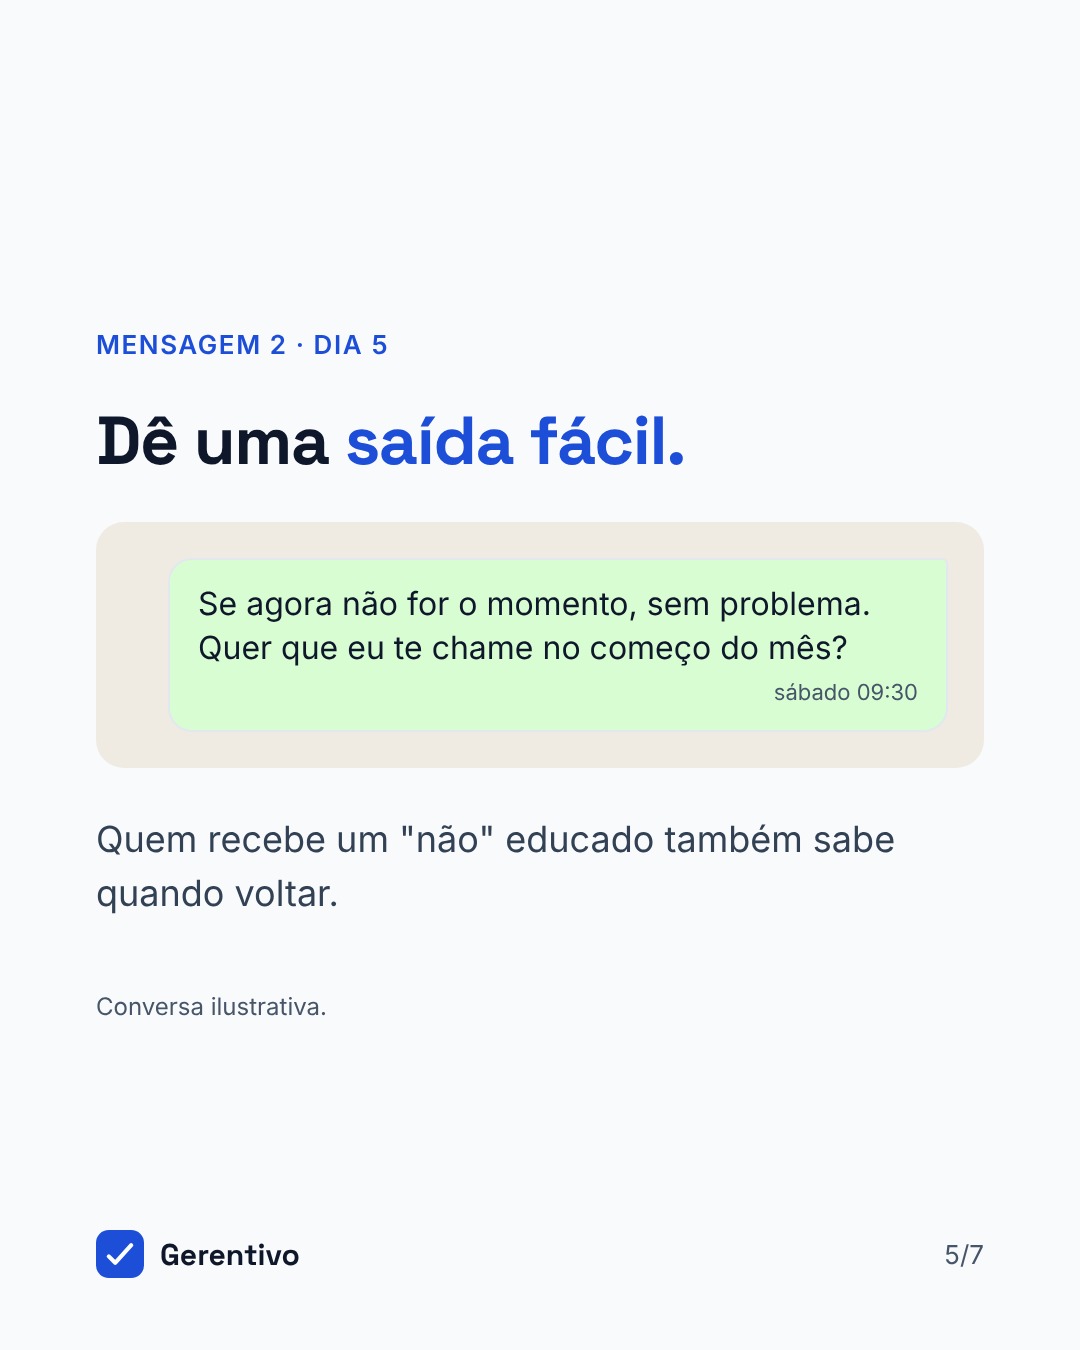 MENSAGEM 2 · DIA 5
Dê uma saída fácil.
Se agora não for o momento, sem problema.
Quer que eu te chame no começo do mês?
sábado 09:30
Quem recebe um "não" educado também sabe
quando voltar.
Conversa ilustrativa.
Gerentivo
5/7